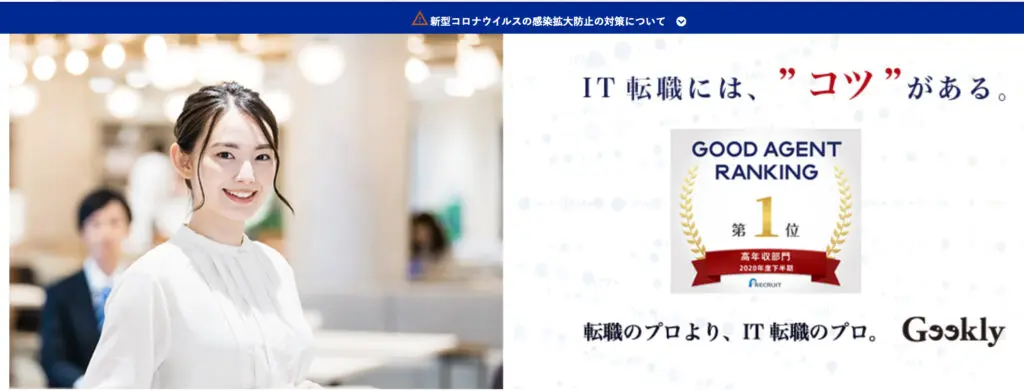 新型コロナウイルスの感染拡大防止の対策について
IT転職には、”コツ”がある。
GOOD AGENT
RANKING
第1位
高年収部門
2020年度下半期
RECRUIT
転職のプロより、IT転職のプロ。 Geekly